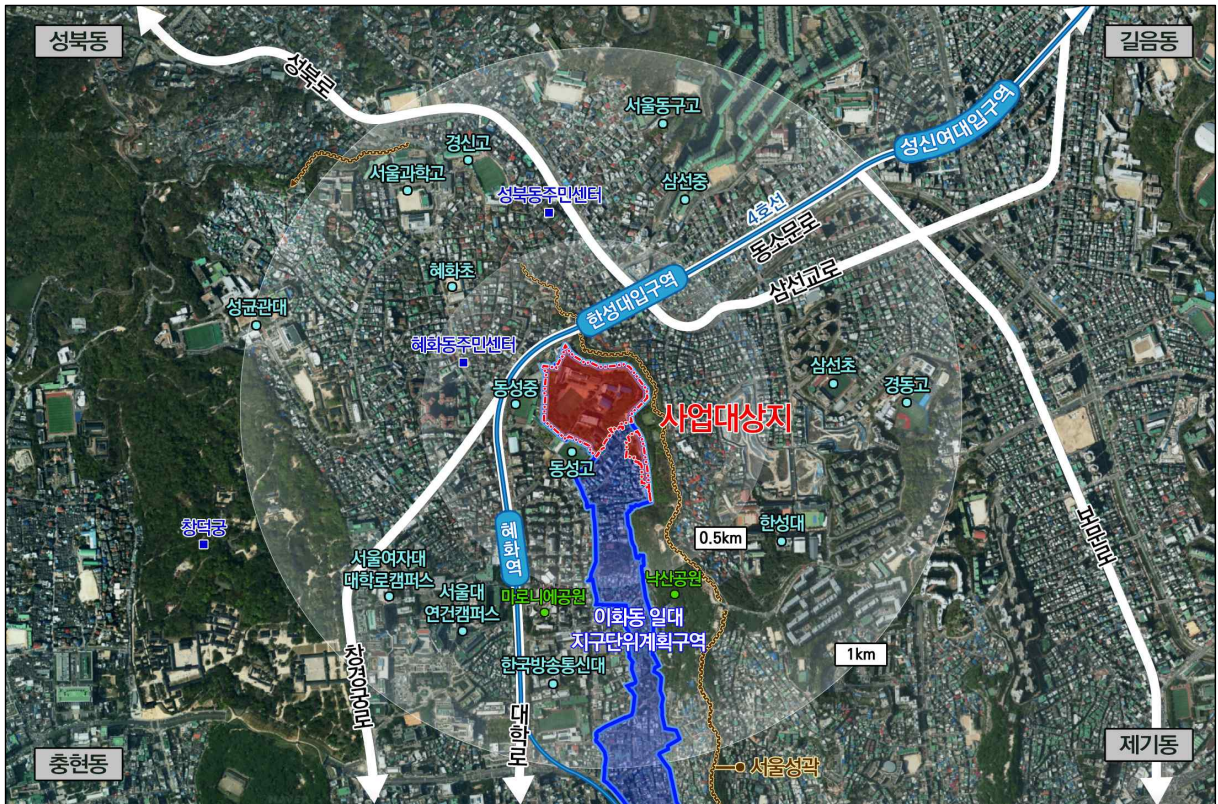 성북동
길음동
성북로
서울동구고
성신여대입구역
경신고
서울과학고
삼선중
성북동주민센터
4호선
동소문로
혜화초
삼선교로
한성대입구역
성균관대
혜화동주민센터
삼선초
동성중
경동고
사업대상지
동성고
창덕궁
혜화역
0.5km
한성대
서울여자대
대학로캠퍼스
서울대
연건캠퍼스
마로니에공원
낙산공원
이화동 일대
지구단위계획구역
1km
한국방송통신대
창경궁로
대학로
충현동
서울성곽
제기동